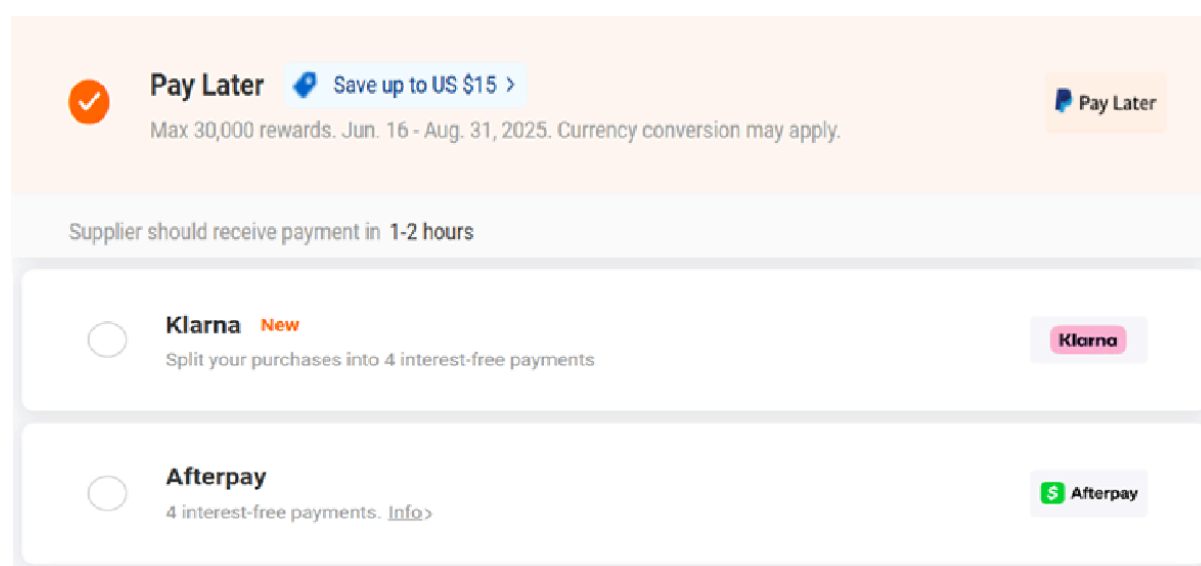 Pay Later Save up to US $15 >
Max 30,000 rewards. Jun. 16 - Aug. 31, 2025. Currency conversion may apply.
Pay Later
Supplier should receive payment in 1-2 hours
Klarna New
Split your purchases into 4 interest-free payments
Klarna
Afterpay
4 interest-free payments. Info>
Afterpay